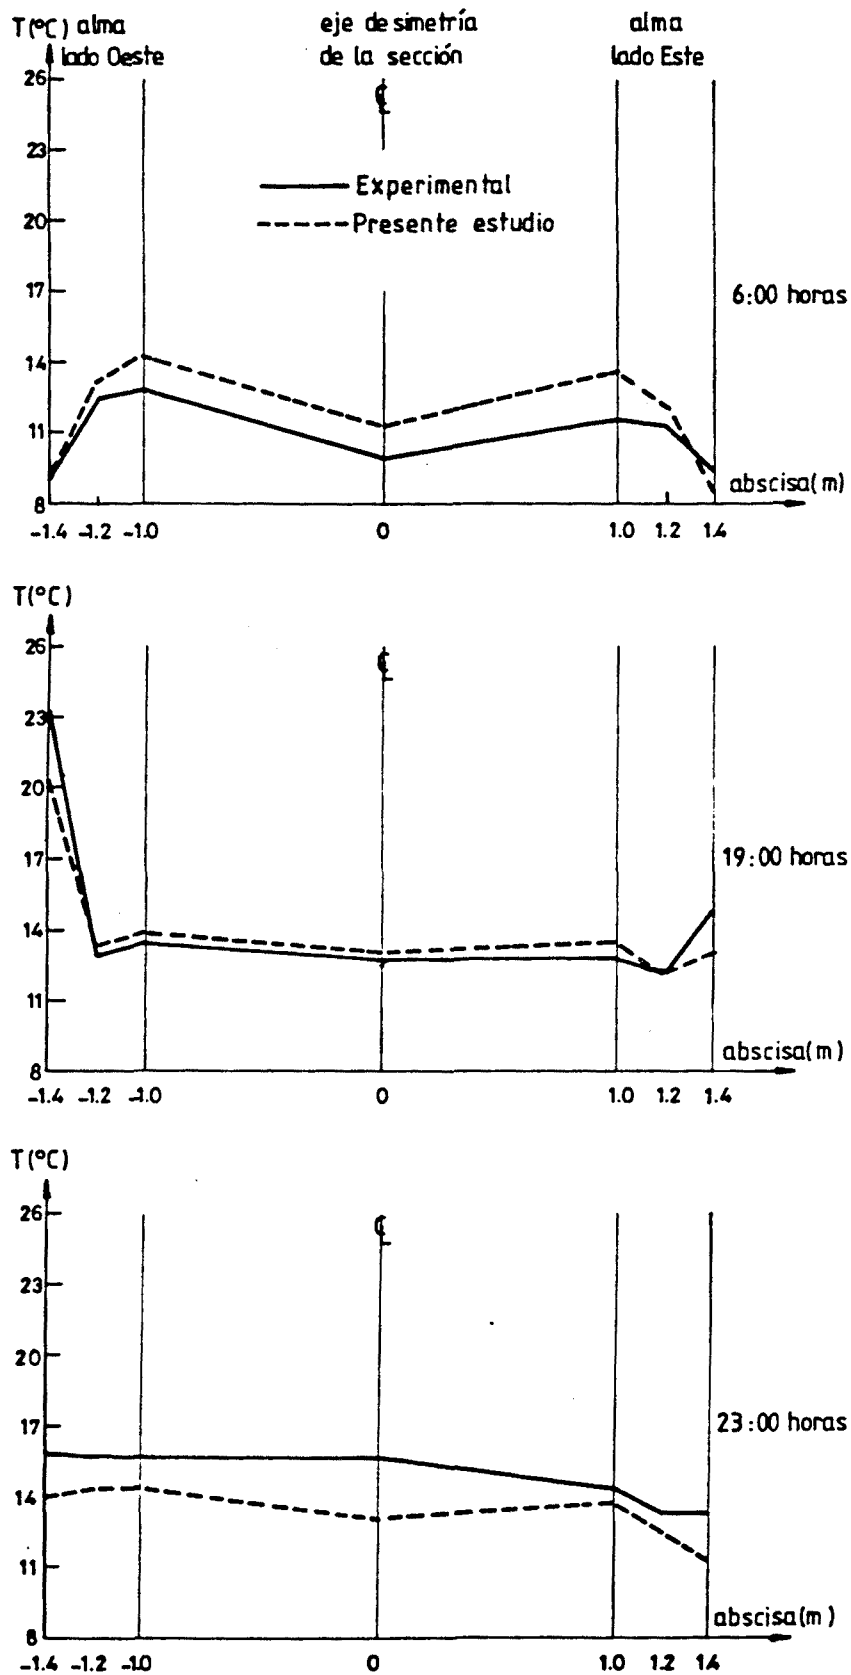 T(°C) alma eje de simetría alma
lado Oeste de la sección lado Este
26
℄
23
Experimental
20
Presente estudio
17
6:00 horas
14
11
abscisa(m)
8
-1.4 -1.2 -1.0 0 1.0 1.2 1.4
T(°C)
26
℄
23
20
17
19:00 horas
14
11
abscisa(m)
8
-1.4 -1.2 -1.0 0 1.0 1.2 1.4
T(°C)
26
℄
23
20
17
23:00 horas
14
11
abscisa(m)
8
-1.4 -1.2 -1.0 0 1.0 1.2 1.4